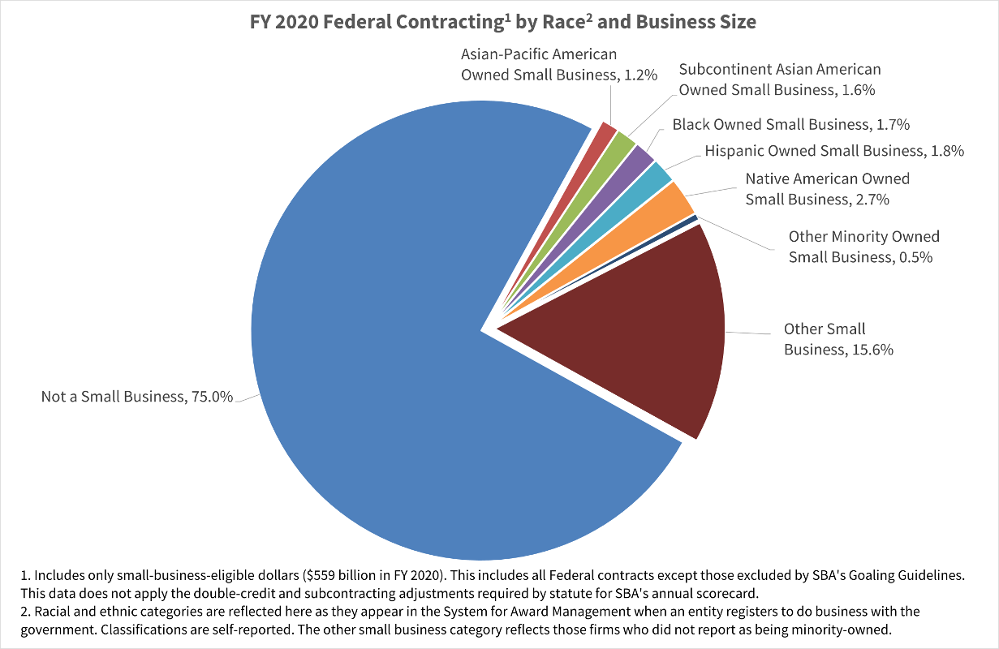 FY 2020 Federal Contracting¹ by Race² and Business Size
Asian-Pacific American
Owned Small Business, 1.2%
Subcontinent Asian American
Owned Small Business, 1.6%
Black Owned Small Business, 1.7%
Hispanic Owned Small Business, 1.8%
Native American Owned
Small Business, 2.7%
Other Minority Owned
Small Business, 0.5%
Other Small
Business, 15.6%
Not a Small Business, 75.0%
1. Includes only small-business-eligible dollars ($559 billion in FY 2020). This includes all Federal contracts except those excluded by SBA's Goaling Guidelines.
This data does not apply the double-credit and subcontracting adjustments required by statute for SBA's annual scorecard.
2. Racial and ethnic categories are reflected here as they appear in the System for Award Management when an entity registers to do business with the
government. Classifications are self-reported. The other small business category reflects those firms who did not report as being minority-owned.